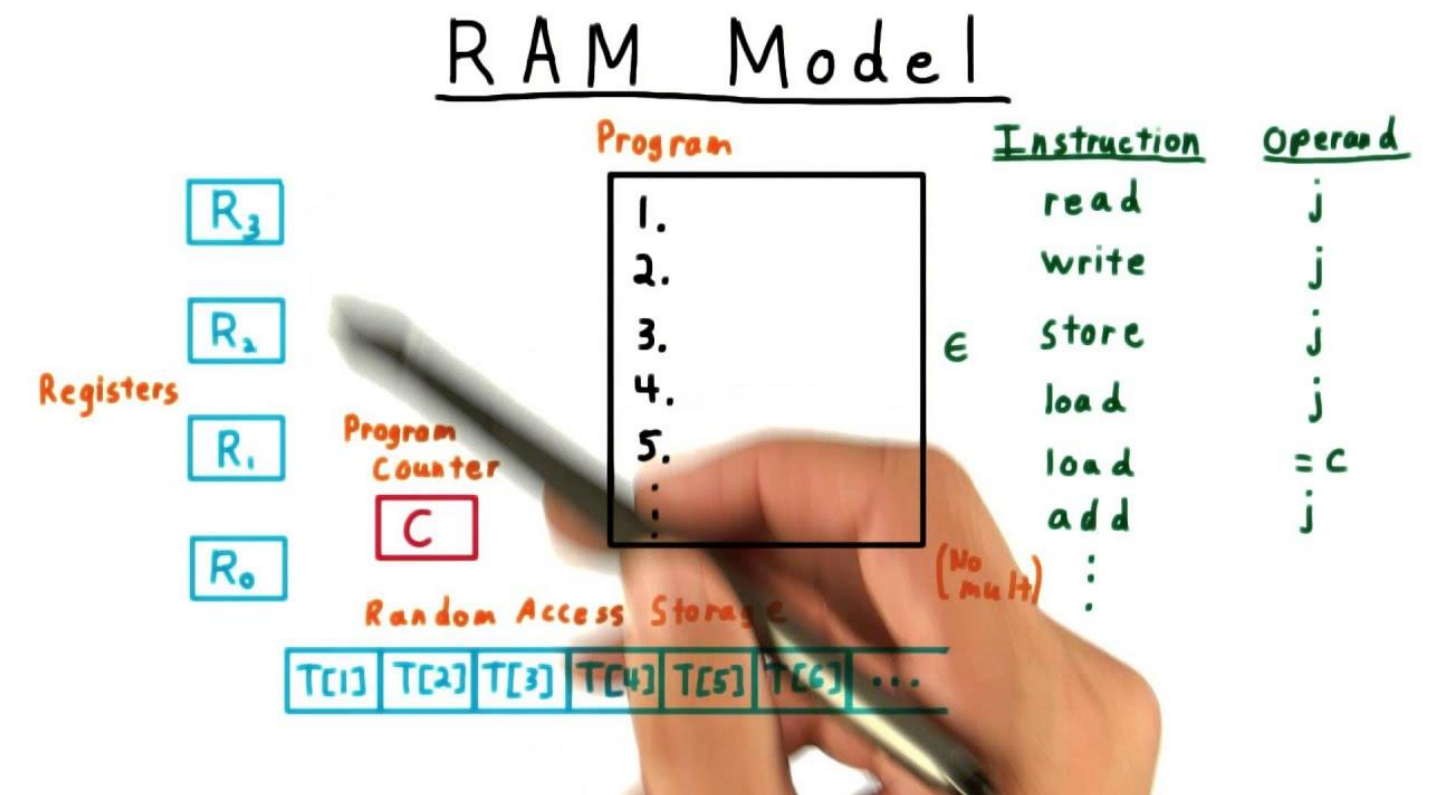 RAM Model
Program
Instruction Operand
R3
1.
read j
2.
write j
R2
3.
∈
store j
Registers
4.
load j
R1
Program
Counter
5.
load = c
C
add j
R0
(No
mult)
Random Access Storage
T[1] T[2] T[3] T[4] T[5] T[6] ...